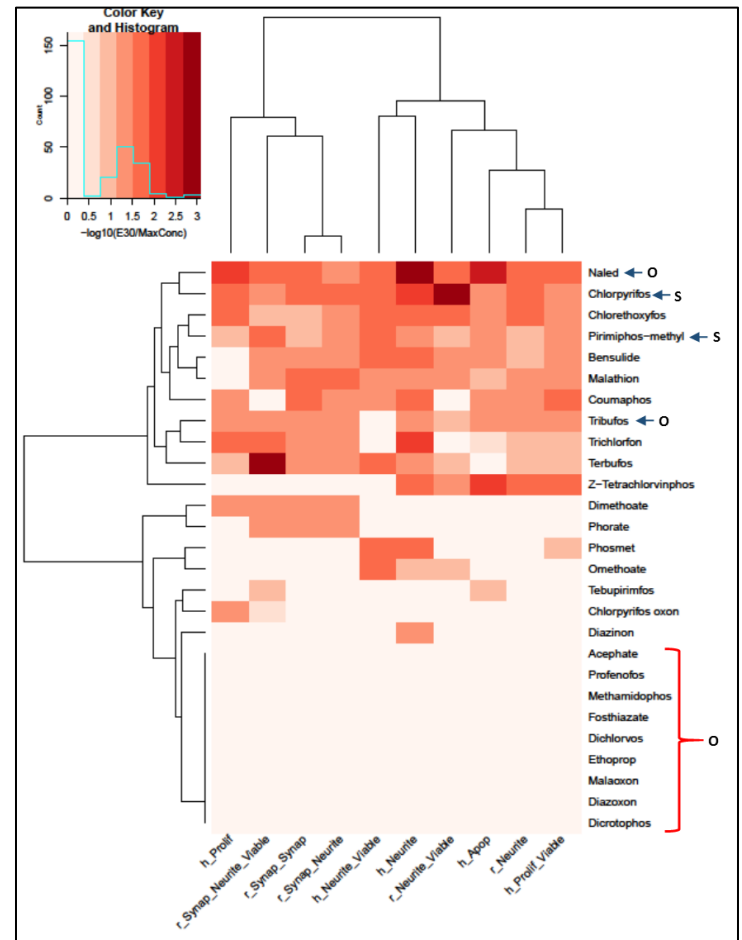 Color Key
and Histogram
Count
0 50 100 150
0 0.5 1 1.5 2 2.5 3
−log10(E30/MaxConc)
Naled O
Chlorpyrifos S
Chlorethoxyfos
Pirimiphos−methyl S
Bensulide
Malathion
Coumaphos
Tribufos O
Trichlorfon
Terbufos
Z−Tetrachlorvinphos
Dimethoate
Phorate
Phosmet
Omethoate
Tebupirimfos
Chlorpyrifos oxon
Diazinon
Acephate
Profenofos
Methamidophos
Fosthiazate
Dichlorvos
O
Ethoprop
Malaoxon
Diazoxon
Dicrotophos
h_Prolif
r_Synap_Neurite_Viable
r_Synap_Synap
r_Synap_Neurite
h_Neurite_Viable
h_Neurite
r_Neurite_Viable
h_Apop
r_Neurite
h_Prolif_Viable